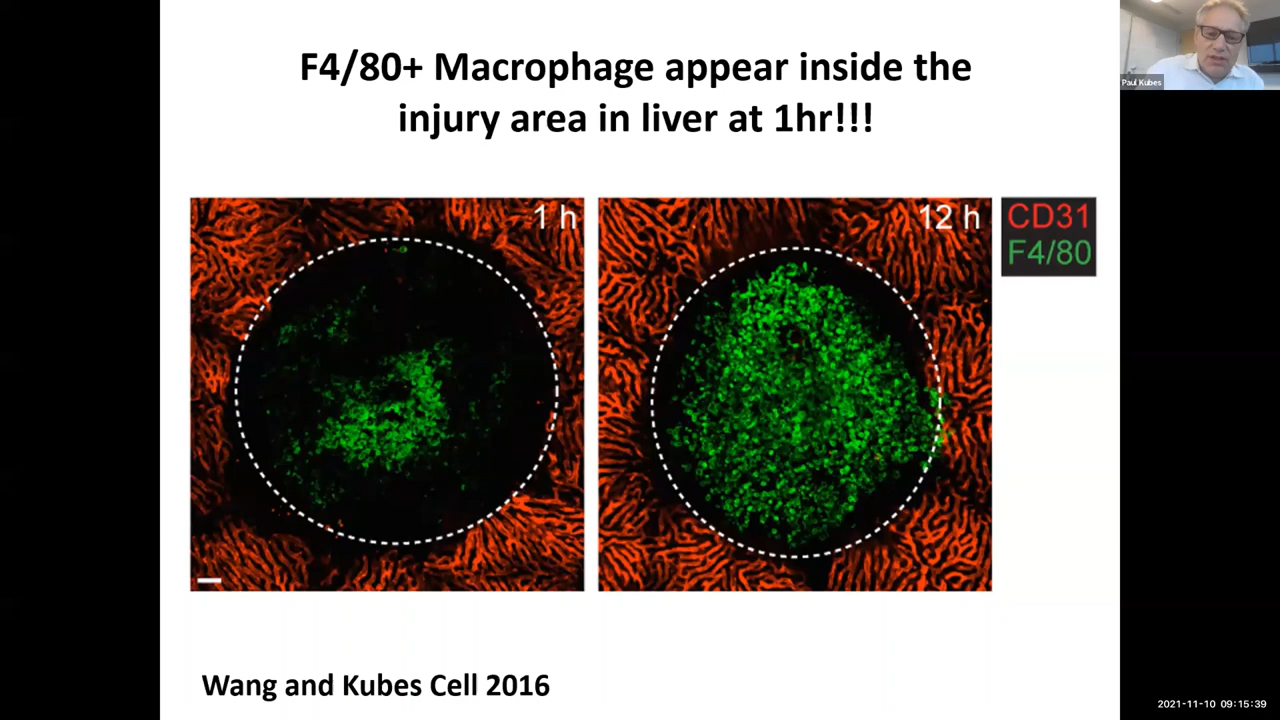 F4/80+ Macrophage appear inside the
injury area in liver at 1hr!!!
1 h
12 h
CD31
F4/80
Wang and Kubes Cell 2016
Paul Kubes
2021-11-10 09:15:39